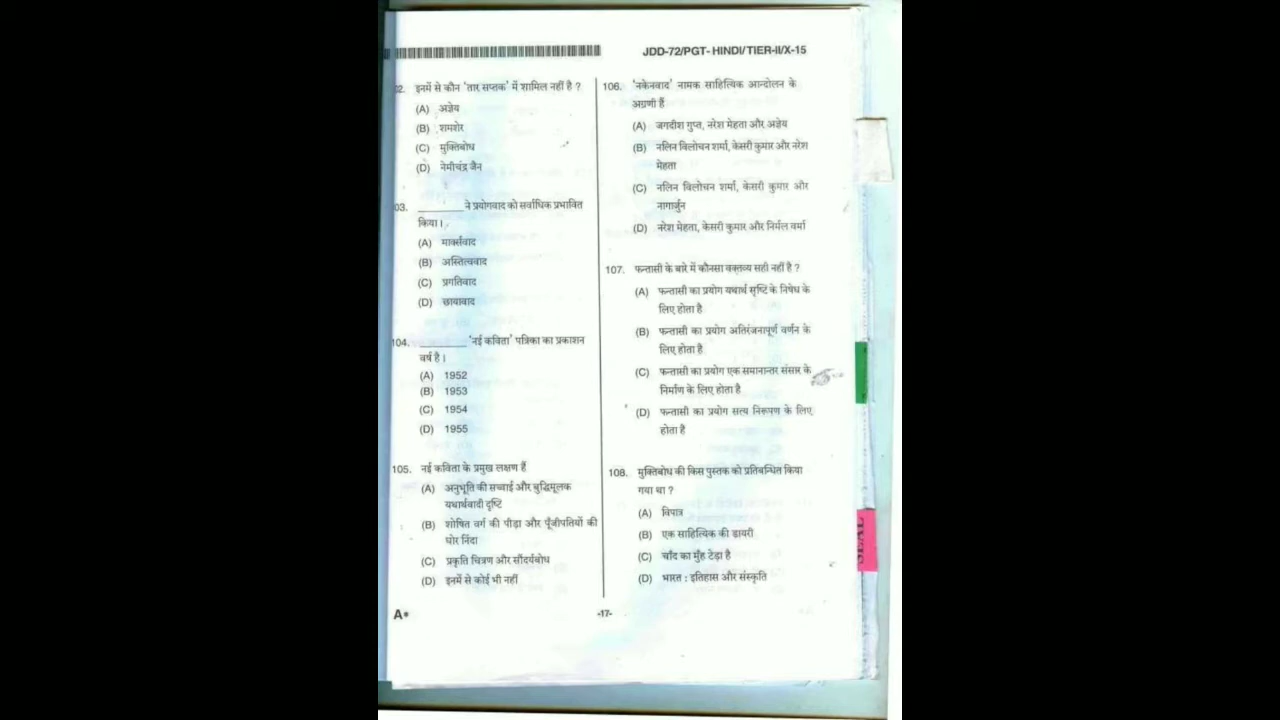 JDD-72/PGT- HINDI/TIER-II/X-15
02. इनमें से कौन 'तार सप्तक' में शामिल नहीं है ?
(A) अज्ञेय
(B) शमशेर
(C) मुक्तिबोध
(D) नेमीचंद्र जैन
03. ________ ने प्रयोगवाद को सर्वाधिक प्रभावित
किया।
(A) मार्क्सवाद
(B) अस्तित्ववाद
(C) प्रगतिवाद
(D) छायावाद
104. ________ 'नई कविता' पत्रिका का प्रकाशन
वर्ष है।
(A) 1952
(B) 1953
(C) 1954
(D) 1955
105. नई कविता के प्रमुख लक्षण हैं
(A) अनुभूति की सच्चाई और बुद्धिमूलक
यथार्थवादी दृष्टि
(B) शोषित वर्ग की पीड़ा और पूँजीपतियों की
घोर निंदा
(C) प्रकृति चित्रण और सौंदर्यबोध
(D) इनमें से कोई भी नहीं
106. 'नकेनवाद' नामक साहित्यिक आन्दोलन के
अग्रणी हैं
(A) जगदीश गुप्त, नरेश मेहता और अज्ञेय
(B) नलिन विलोचन शर्मा, केसरी कुमार और नरेश
मेहता
(C) नलिन विलोचन शर्मा, केसरी कुमार और
नागार्जुन
(D) नरेश मेहता, केसरी कुमार और निर्मल वर्मा
107. फन्तासी के बारे में कौनसा वक्तव्य सही नहीं है ?
(A) फन्तासी का प्रयोग यथार्थ सृष्टि के निषेध के
लिए होता है
(B) फन्तासी का प्रयोग अतिरंजनापूर्ण वर्णन के
लिए होता है
(C) फन्तासी का प्रयोग एक समानान्तर संसार के
निर्माण के लिए होता है
(D) फन्तासी का प्रयोग सत्य निरूपण के लिए
होता है
108. मुक्तिबोध की किस पुस्तक को प्रतिबन्धित किया
गया था ?
(A) विपात्र
(B) एक साहित्यिक की डायरी
(C) चाँद का मुँह टेड़ा है
(D) भारत : इतिहास और संस्कृति
SEAL
A*
-17-